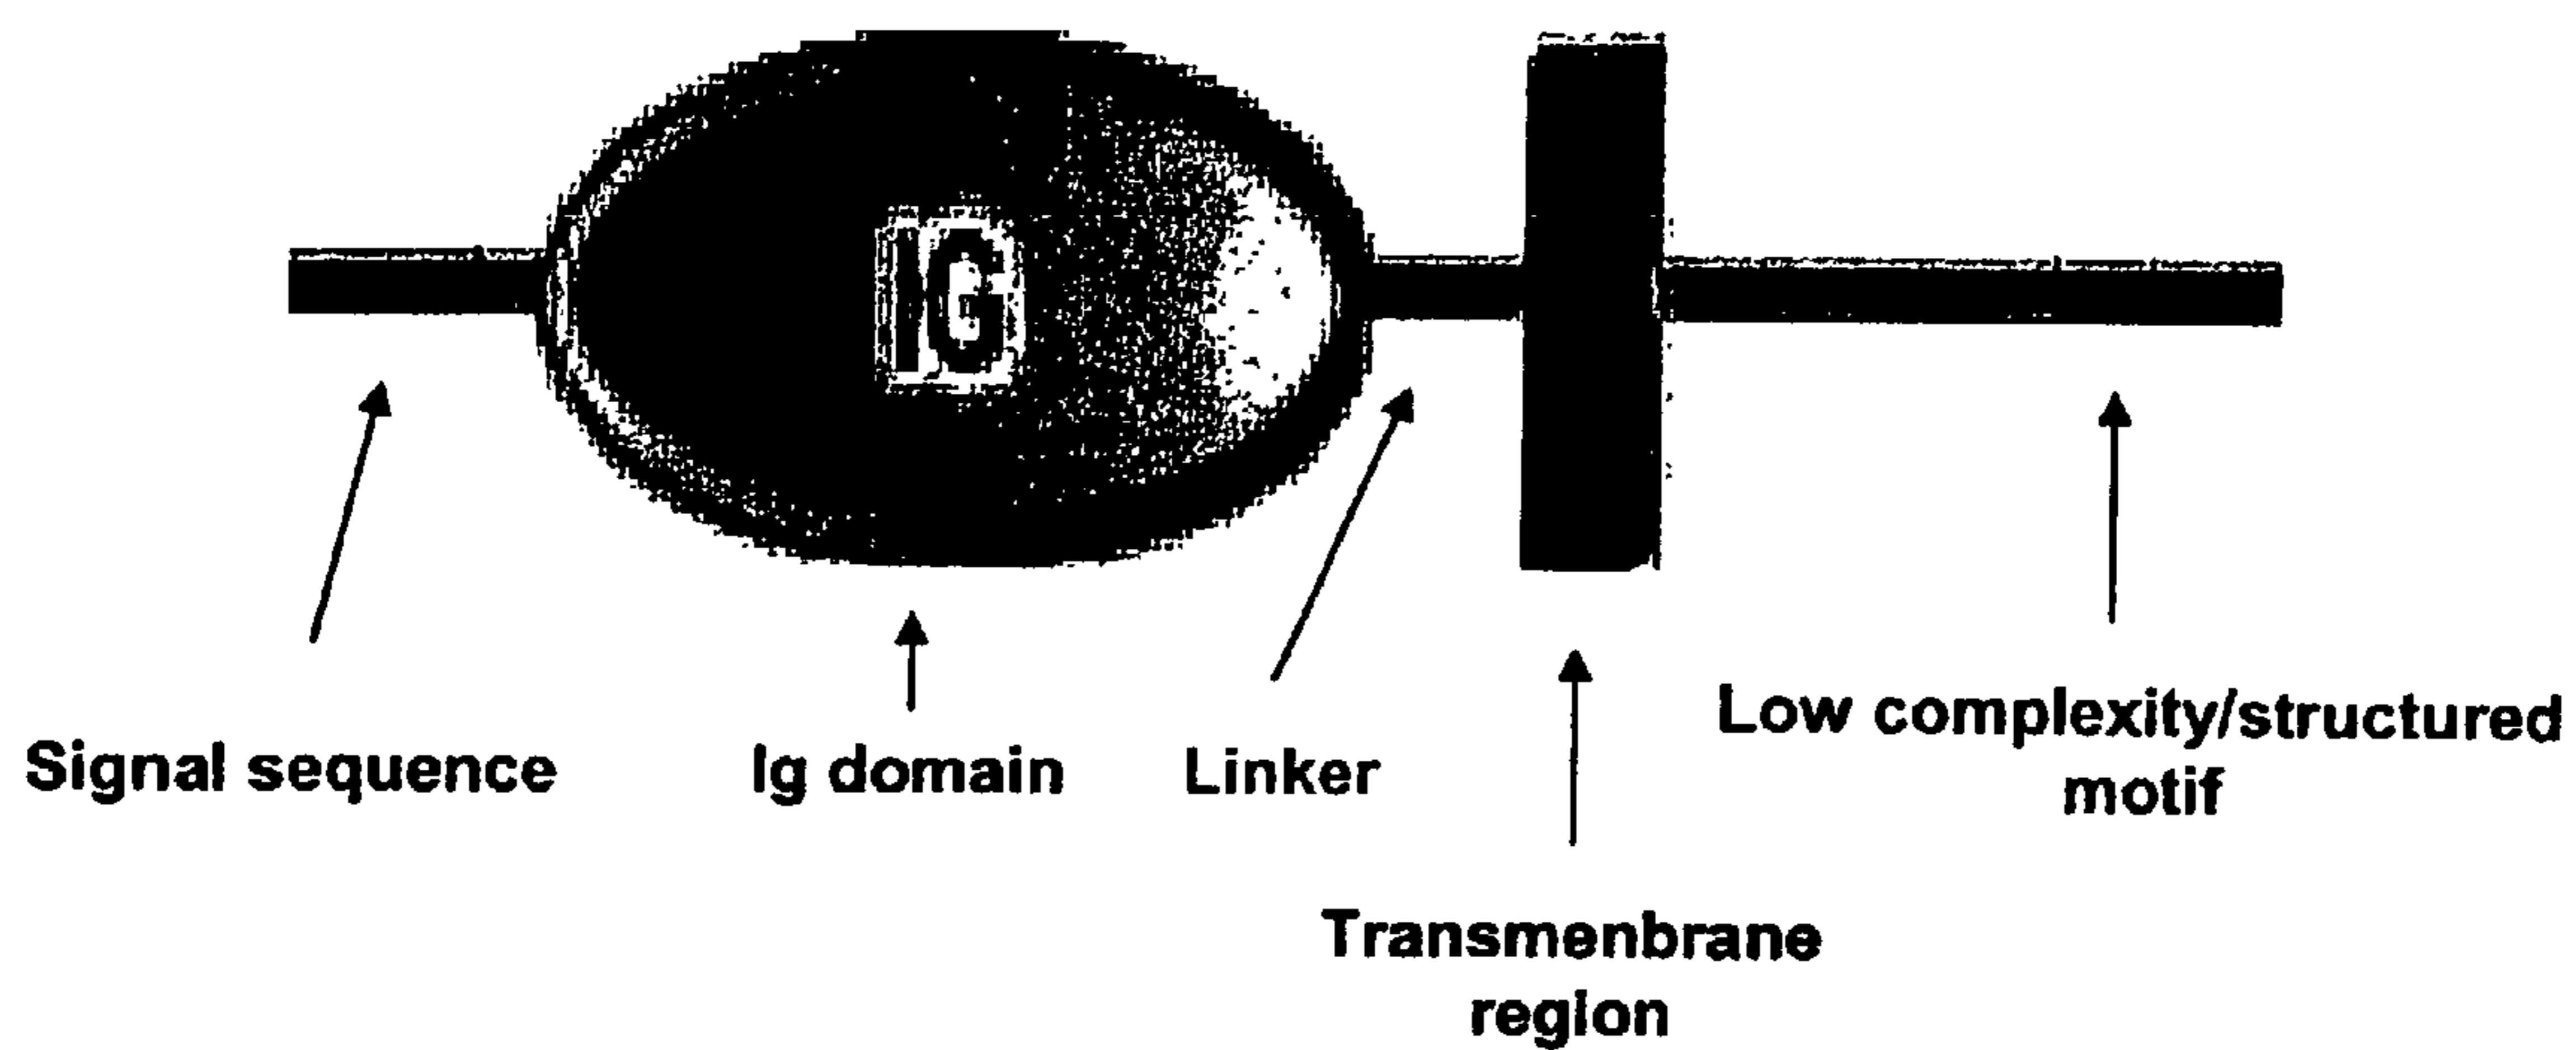 IG
Signal sequence
Ig domain
Linker
Low complexity/structured
motif
Transmenbrane
region